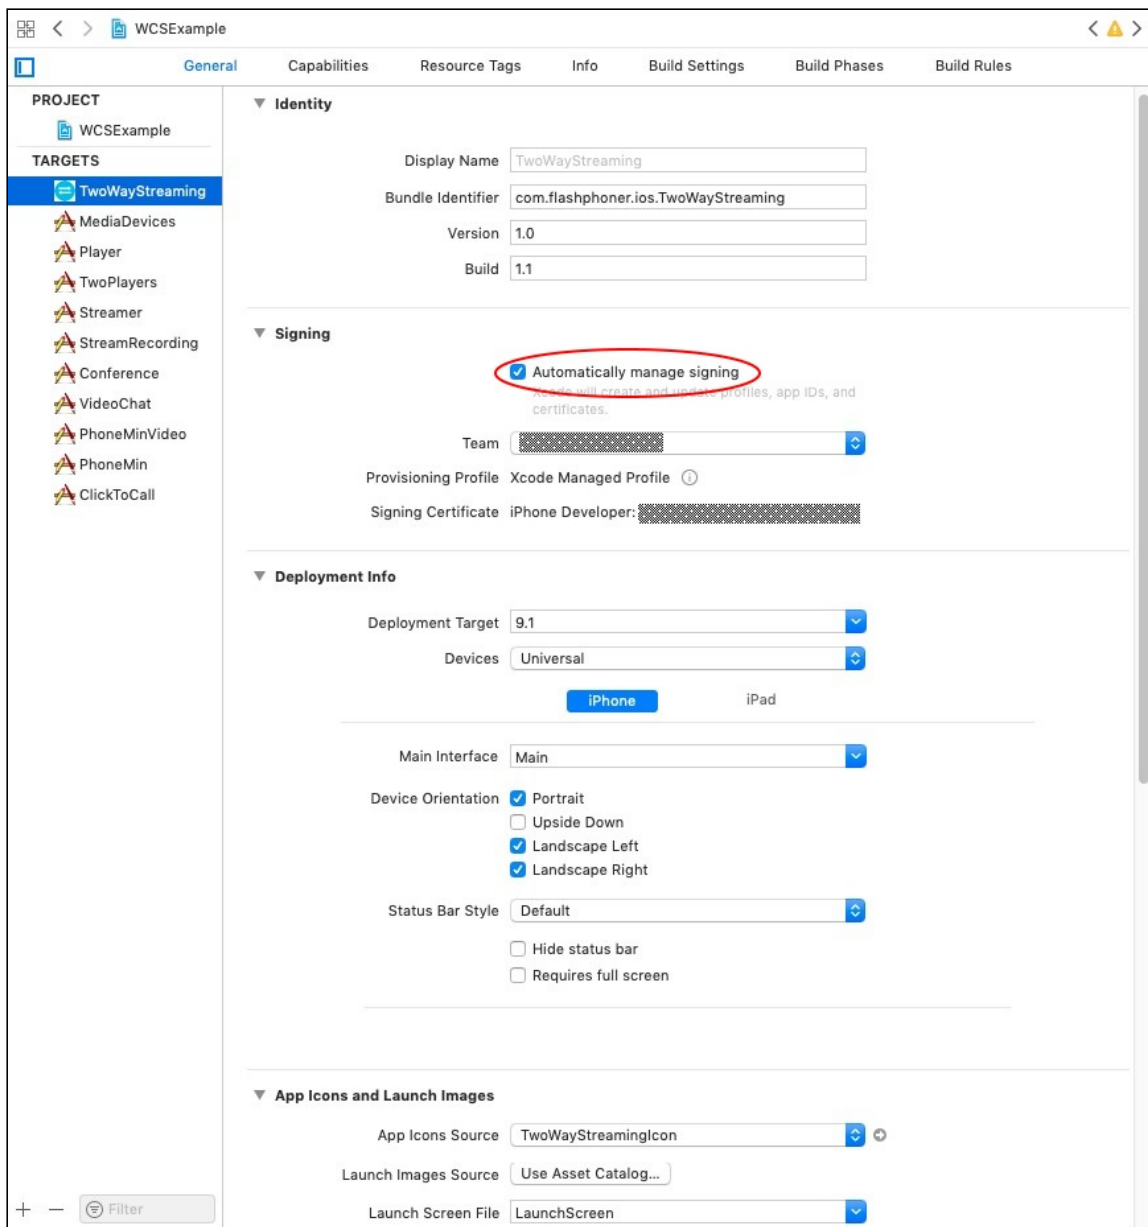 WCSExample
General Capabilities Resource Tags Info Build Settings Build Phases Build Rules
PROJECT
WCSExample
TARGETS
TwoWayStreaming
MediaDevices
Player
TwoPlayers
Streamer
StreamRecording
Conference
VideoChat
PhoneMinVideo
PhoneMin
ClickToCall
Filter
Identity
Display Name TwoWayStreaming
Bundle Identifier com.flashphoner.ios.TwoWayStreaming
Version 1.0
Build 1.1
Signing
Automatically manage signing
Xcode will create and update profiles, app IDs, and
certificates.
Team
Provisioning Profile Xcode Managed Profile
Signing Certificate iPhone Developer:
Deployment Info
Deployment Target 9.1
Devices Universal
iPhone iPad
Main Interface Main
Device Orientation Portrait
Upside Down
Landscape Left
Landscape Right
Status Bar Style Default
Hide status bar
Requires full screen
App Icons and Launch Images
App Icons Source TwoWayStreamingIcon
Launch Images Source Use Asset Catalog...
Launch Screen File LaunchScreen